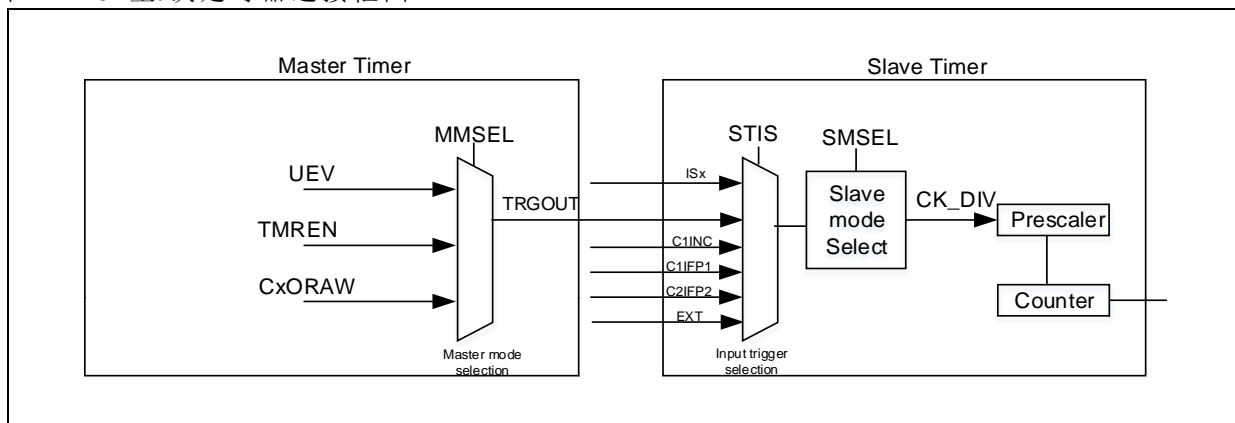 Master Timer
Slave Timer
MMSEL
STIS
SMSEL
UEV
TMREN
CxORAW
TRGOUT
ISx
C1INC
C1IFP1
C2IFP2
EXT
Slave
mode
Select
CK_DIV
Prescaler
Counter
Master mode
selection
Input trigger
selection